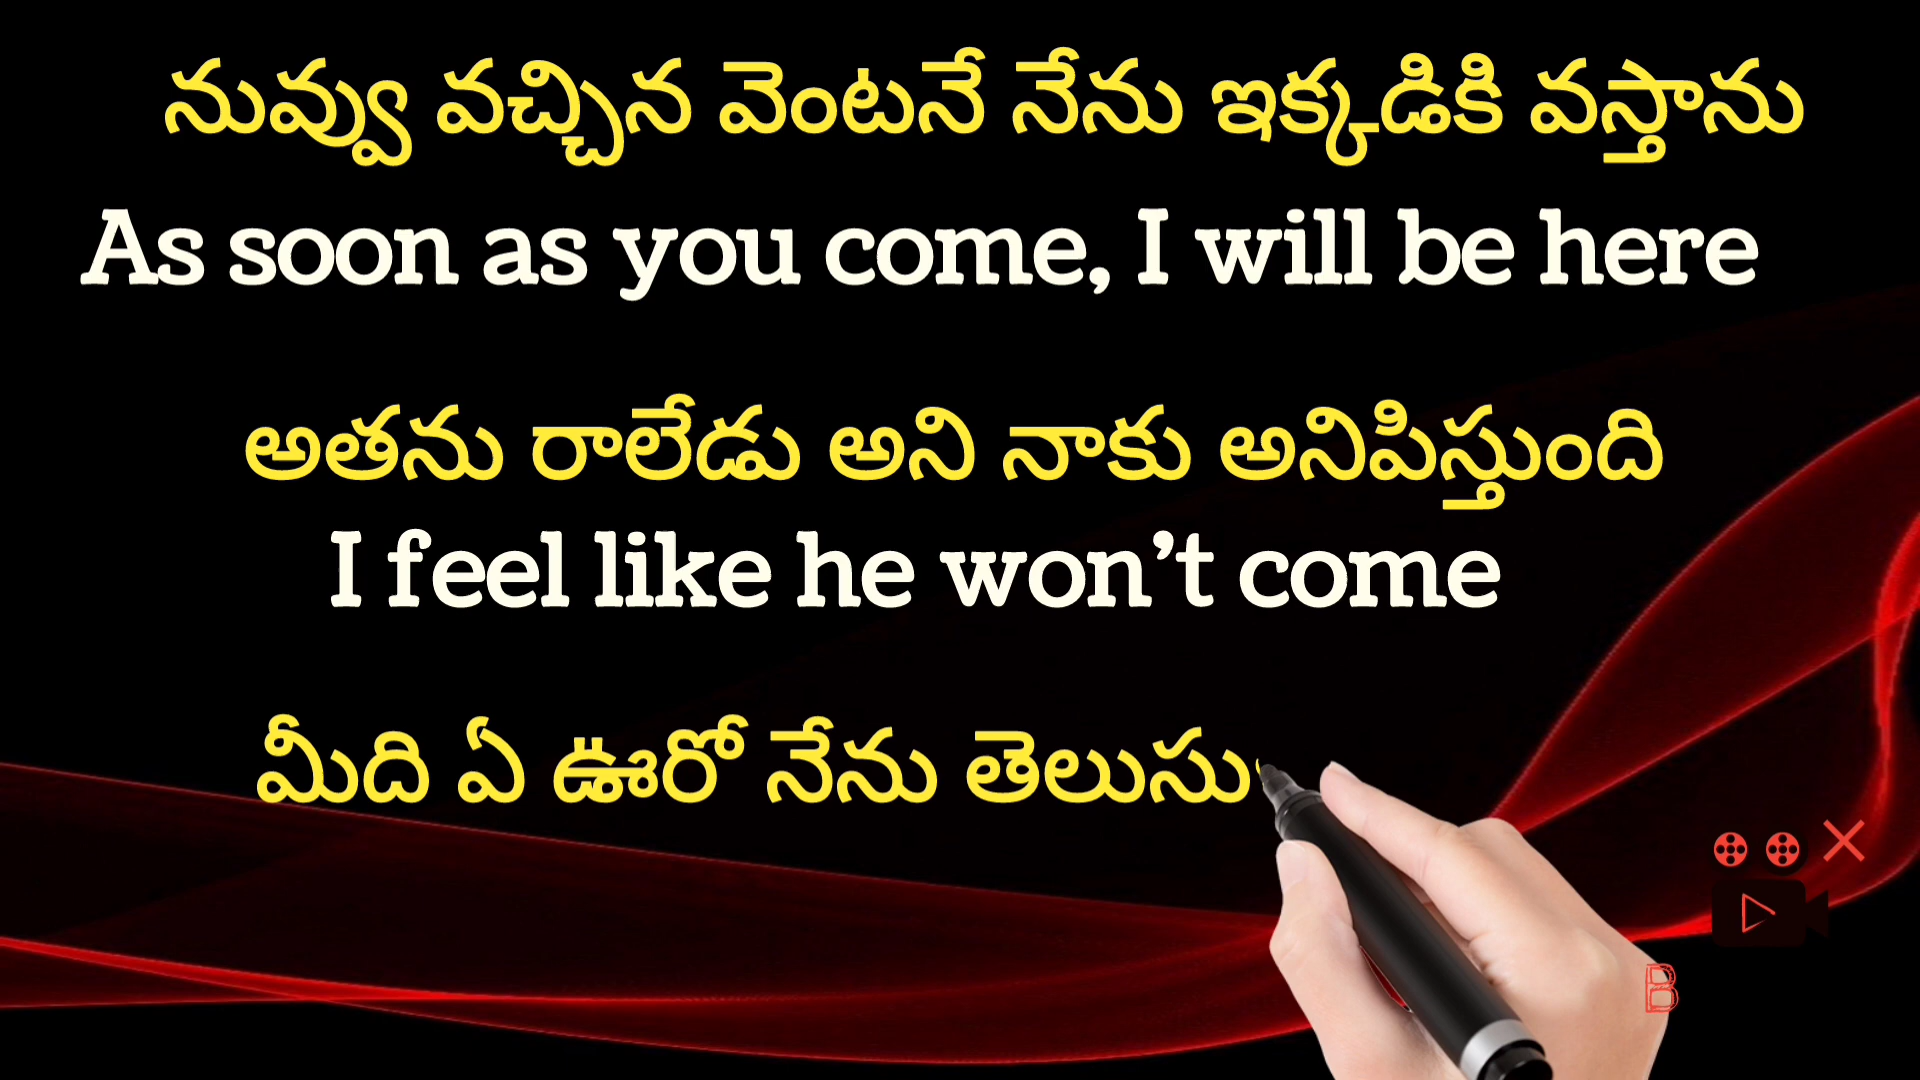 నువ్వు వచ్చిన వెంటనే నేను ఇక్కడికి వస్తాను
As soon as you come, I will be here
అతను రాలేడు అని నాకు అనిపిస్తుంది
I feel like he won't come
మీది ఏ ఊరో నేను
B